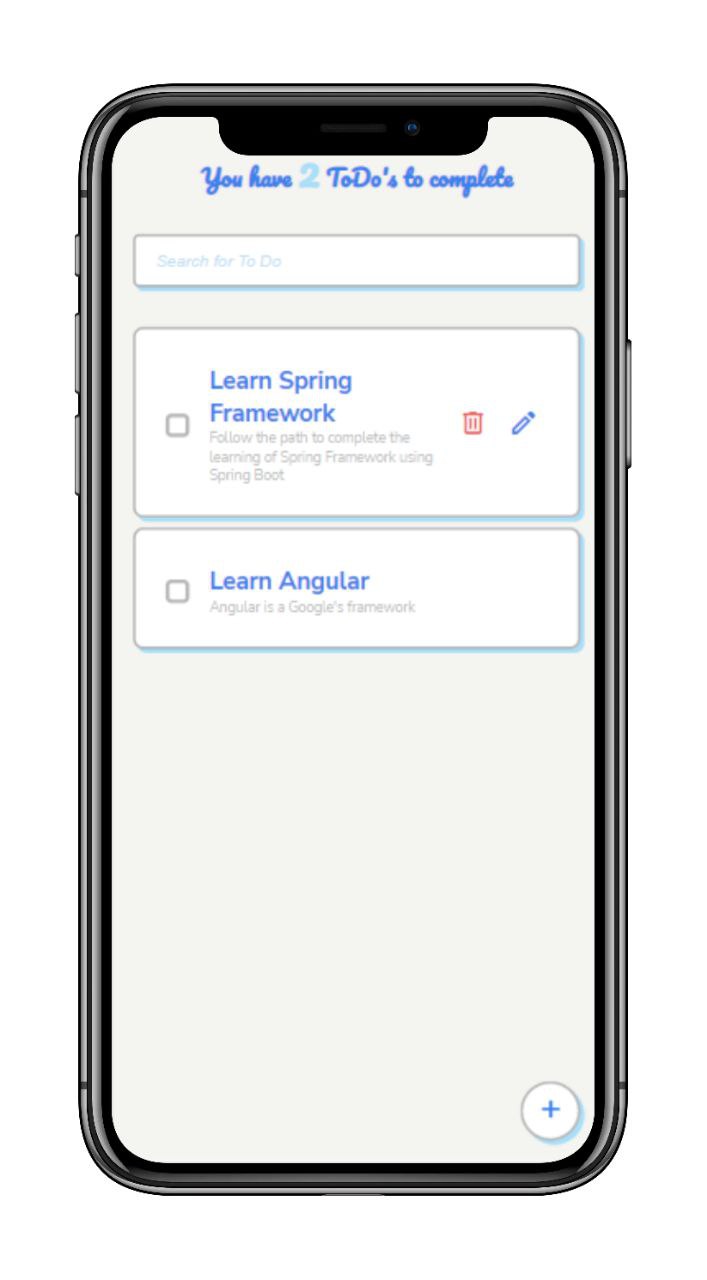 You have 2 ToDo's to complete
Search for To Do
Learn Spring
Framework
Follow the path to complete the
learning of Spring Framework using
Spring Boot
Learn Angular
Angular is a Google's framework
+